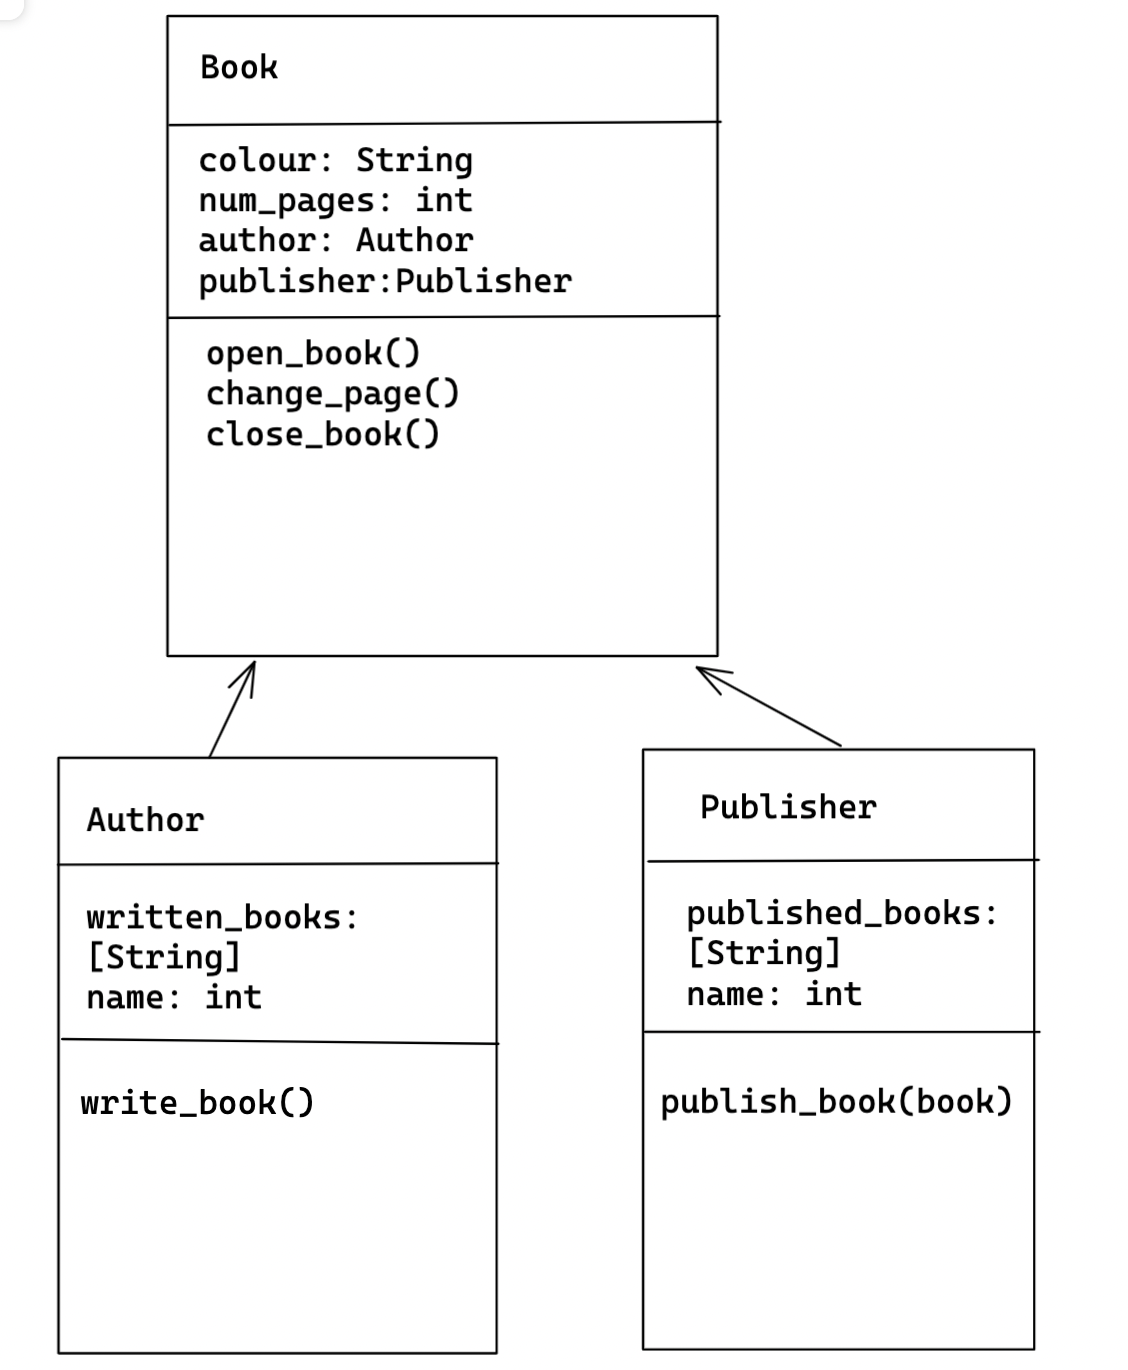 Book
colour: String
num_pages: int
author: Author
publisher:Publisher
open_book()
change_page()
close_book()
Author
written_books:
[String]
name: int
write_book()
Publisher
published_books:
[String]
name: int
publish_book(book)